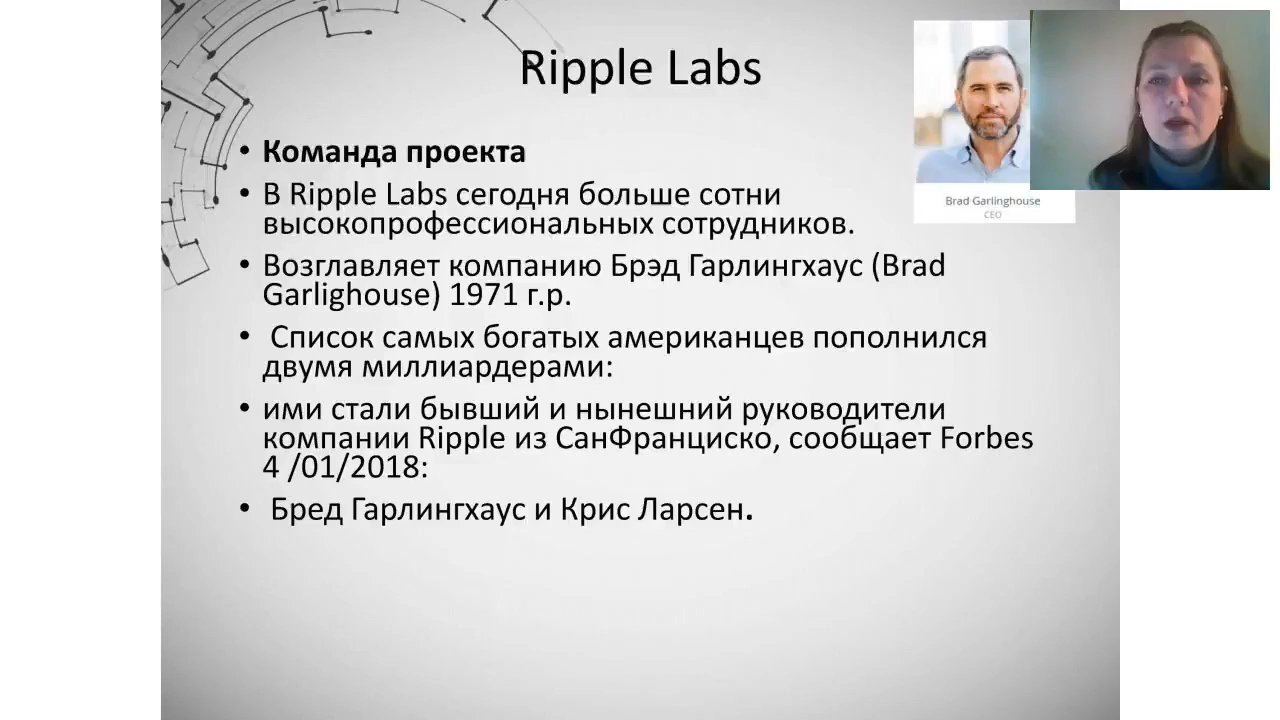 Ripple Labs
• Команда проекта
• В Ripple Labs сегодня больше сотни
высокопрофессиональных сотрудников.
• Возглавляет компанию Брэд Гарлингхаус (Brad
Garlighouse) 1971 г.р.
• Список самых богатых американцев пополнился
двумя миллиардерами:
• ими стали бывший и нынешний руководители
компании Ripple из СанФранциско, сообщает Forbes
4 /01/2018:
• Бред Гарлингхаус и Крис Ларсен.
Brad Garlinghouse
CEO